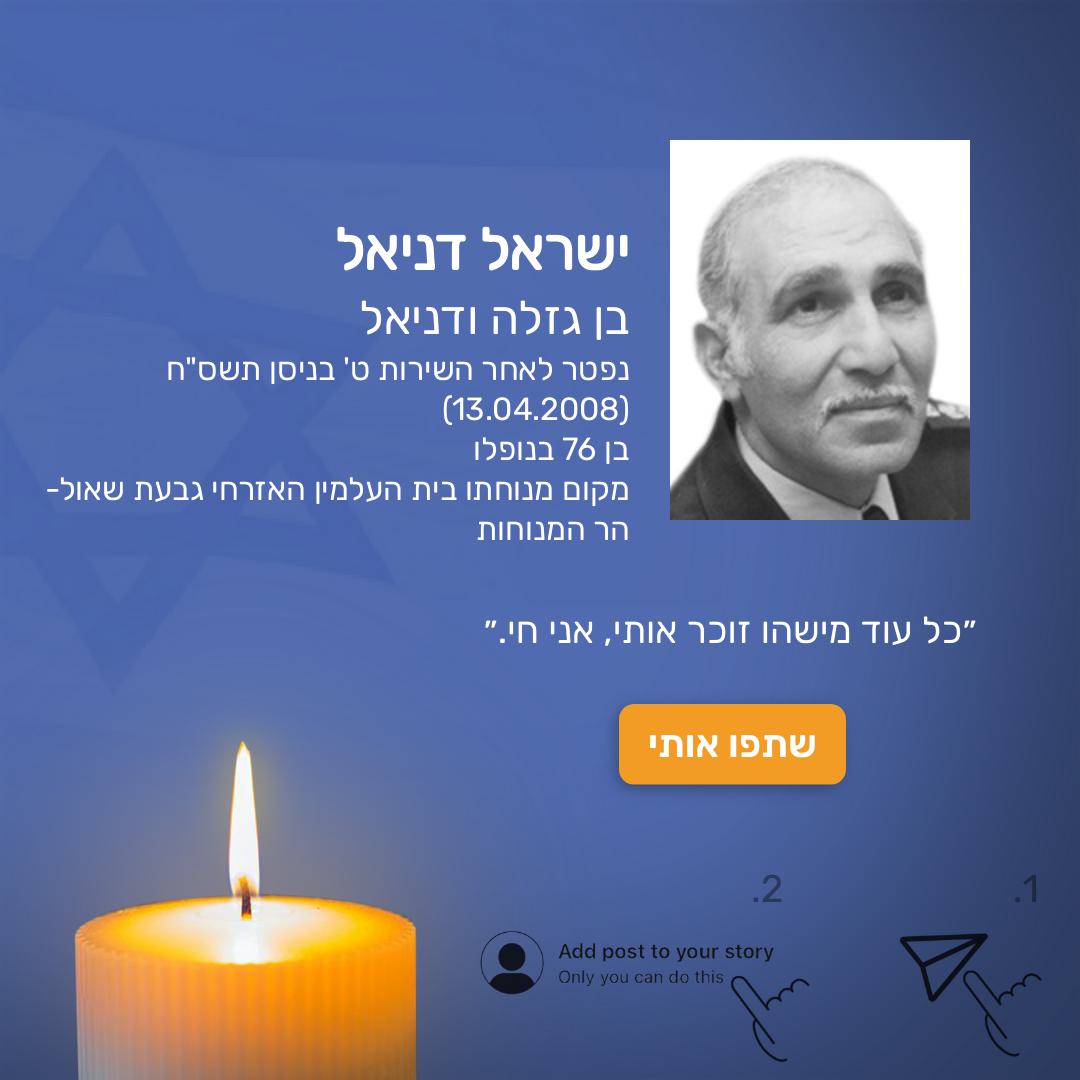 ישראל דניאל
בן גזלה ודניאל
נפטר לאחר השירות ט' בניסן תשס"ח
(13.04.2008)
בן 76 בנופלו
מקום מנוחתו בית העלמין האזרחי גבעת שאול-
הר המנוחות
״כל עוד מישהו זוכר אותי, אני חי.״
שתפו אותי
1.
2.
Add post to your story
Only you can do this